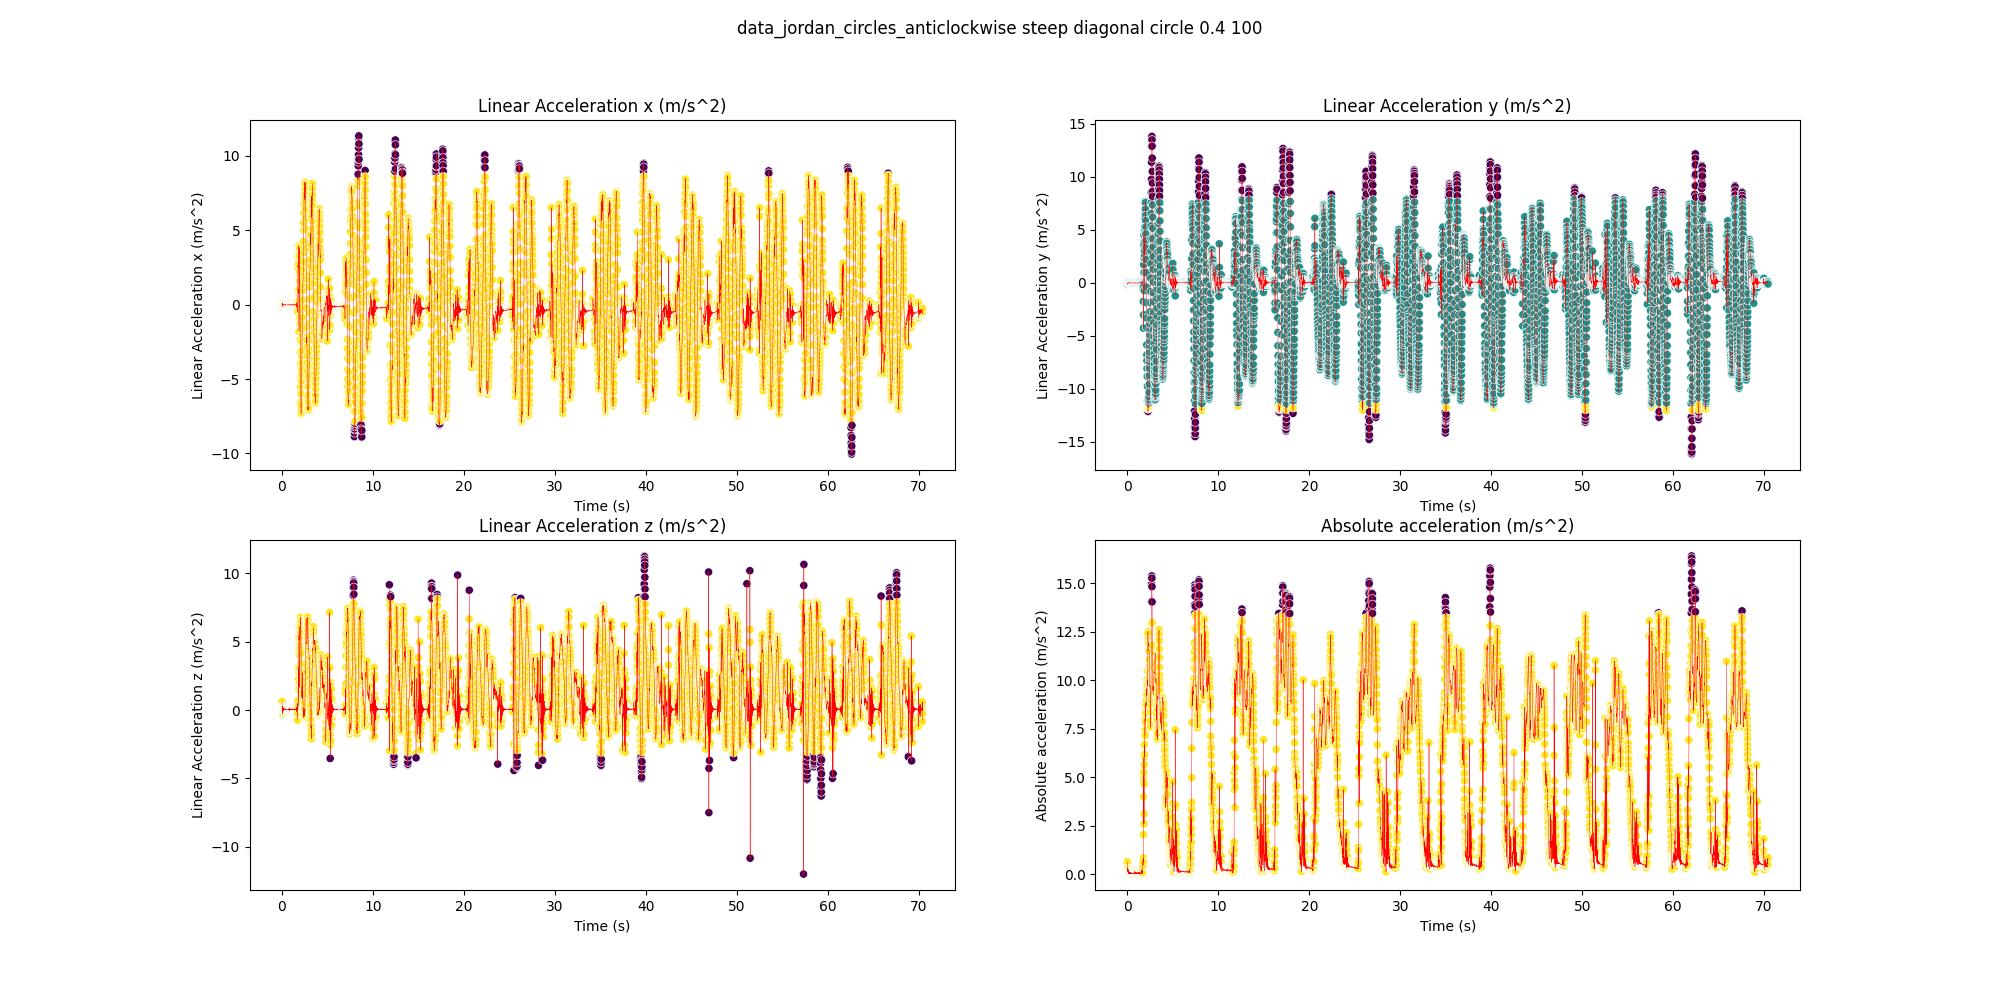 data_jordan_circles_anticlockwise steep diagonal circle 0.4 100
Linear Acceleration x (m/s^2)
Linear Acceleration x (m/s^2)
10
5
0
−5
−10
0 10 20 30 40 50 60 70
Time (s)
Linear Acceleration y (m/s^2)
Linear Acceleration y (m/s^2)
15
10
5
0
−5
−10
−15
0 10 20 30 40 50 60 70
Time (s)
Linear Acceleration z (m/s^2)
Linear Acceleration z (m/s^2)
10
5
0
−5
−10
0 10 20 30 40 50 60 70
Time (s)
Absolute acceleration (m/s^2)
Absolute acceleration (m/s^2)
15.0
12.5
10.0
7.5
5.0
2.5
0.0
0 10 20 30 40 50 60 70
Time (s)